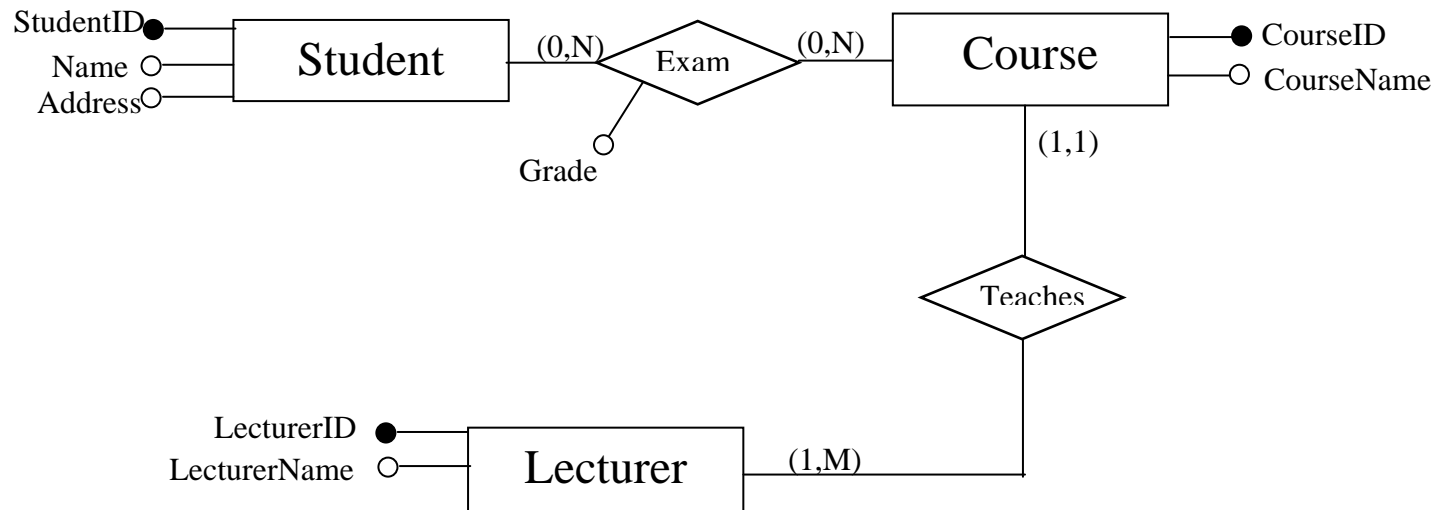 StudentID
Name
Address
Student
(0,N)
Exam
(0,N)
Course
CourseID
CourseName
Grade
(1,1)
Teaches
LecturerID
LecturerName
Lecturer
(1,M)